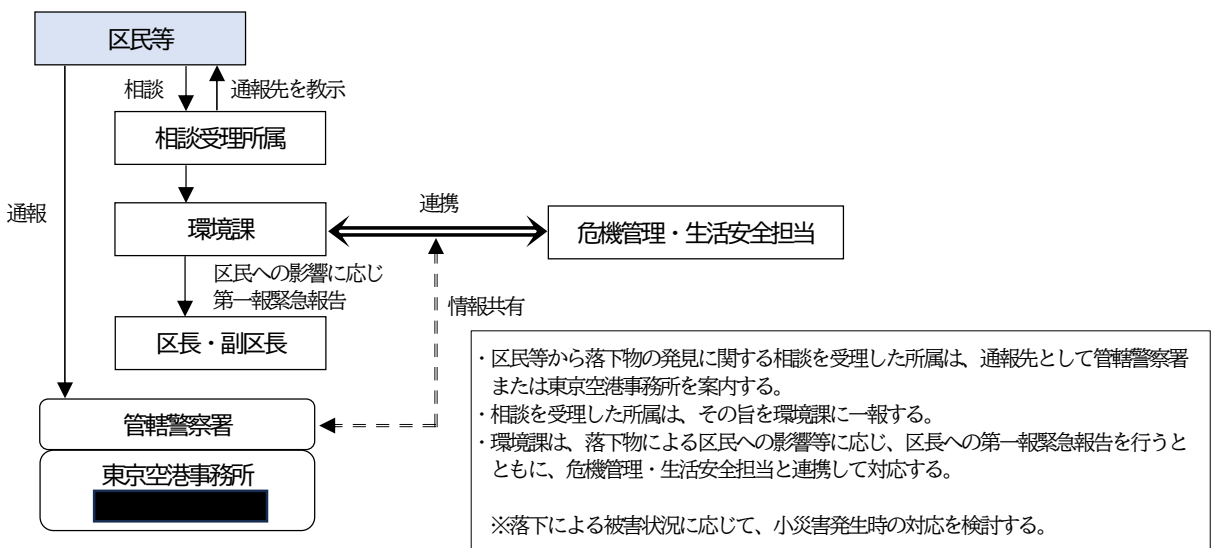 区民等
相談
通報先を教示
相談受理所属
通報
環境課
連携
危機管理・生活安全担当
区民への影響に応じ
第一報緊急報告
情報共有
区長・副区長
管轄警察署
東京空港事務所
・区民等から落下物の発見に関する相談を受理した所属は、通報先として管轄警察署
または東京空港事務所を案内する。
・相談を受理した所属は、その旨を環境課に一報する。
・環境課は、落下物による区民への影響等に応じ、区長への第一報緊急報告を行うと
ともに、危機管理・生活安全担当と連携して対応する。
※落下による被害状況に応じて、小災害発生時の対応を検討する。